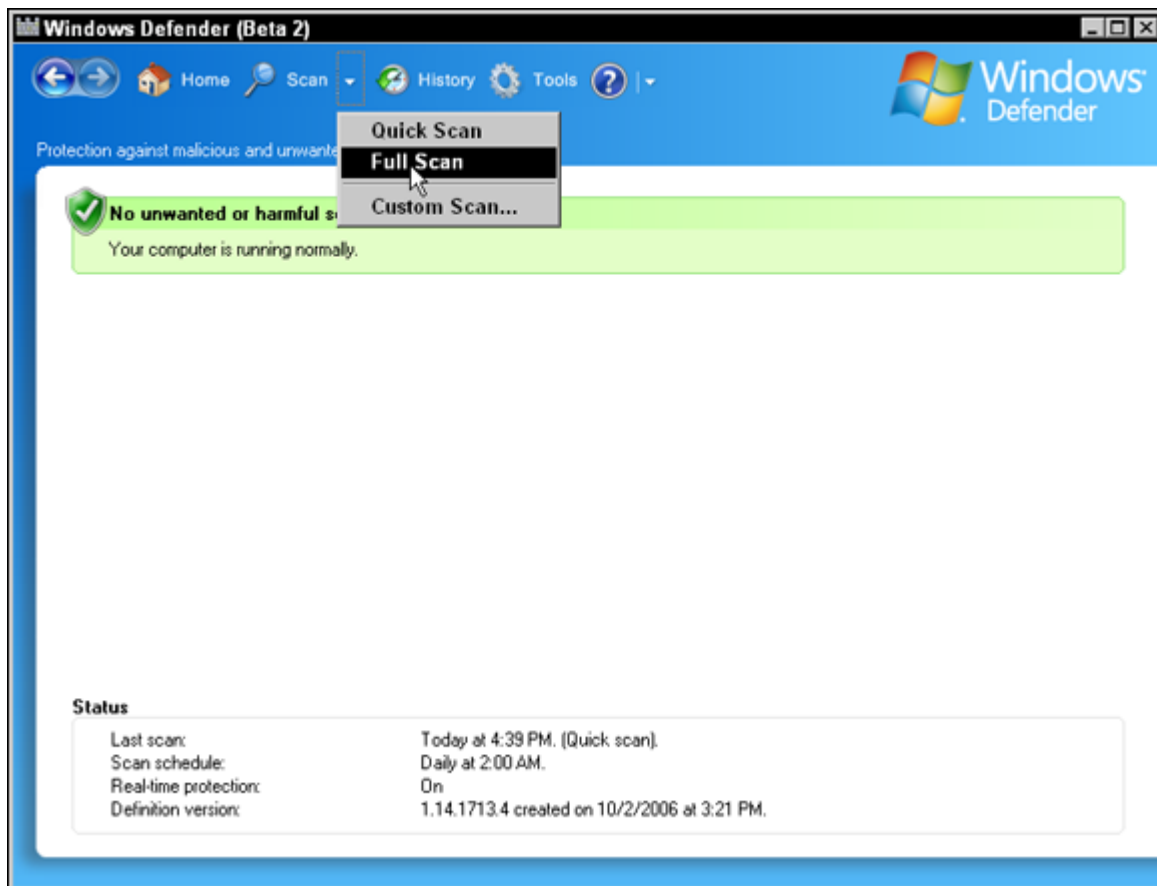 Windows Defender (Beta 2)
Home Scan History Tools ?
Windows
Defender
Quick Scan
Full Scan
Custom Scan...
Protection against malicious and
No unwanted or harmful
Your computer is running normally.
Status
Last scan: Today at 4:39 PM. (Quick scan).
Scan schedule: Daily at 2:00 AM.
Real-time protection: On
Definition version: 1.14.1713.4 created on 10/2/2006 at 3:21 PM.